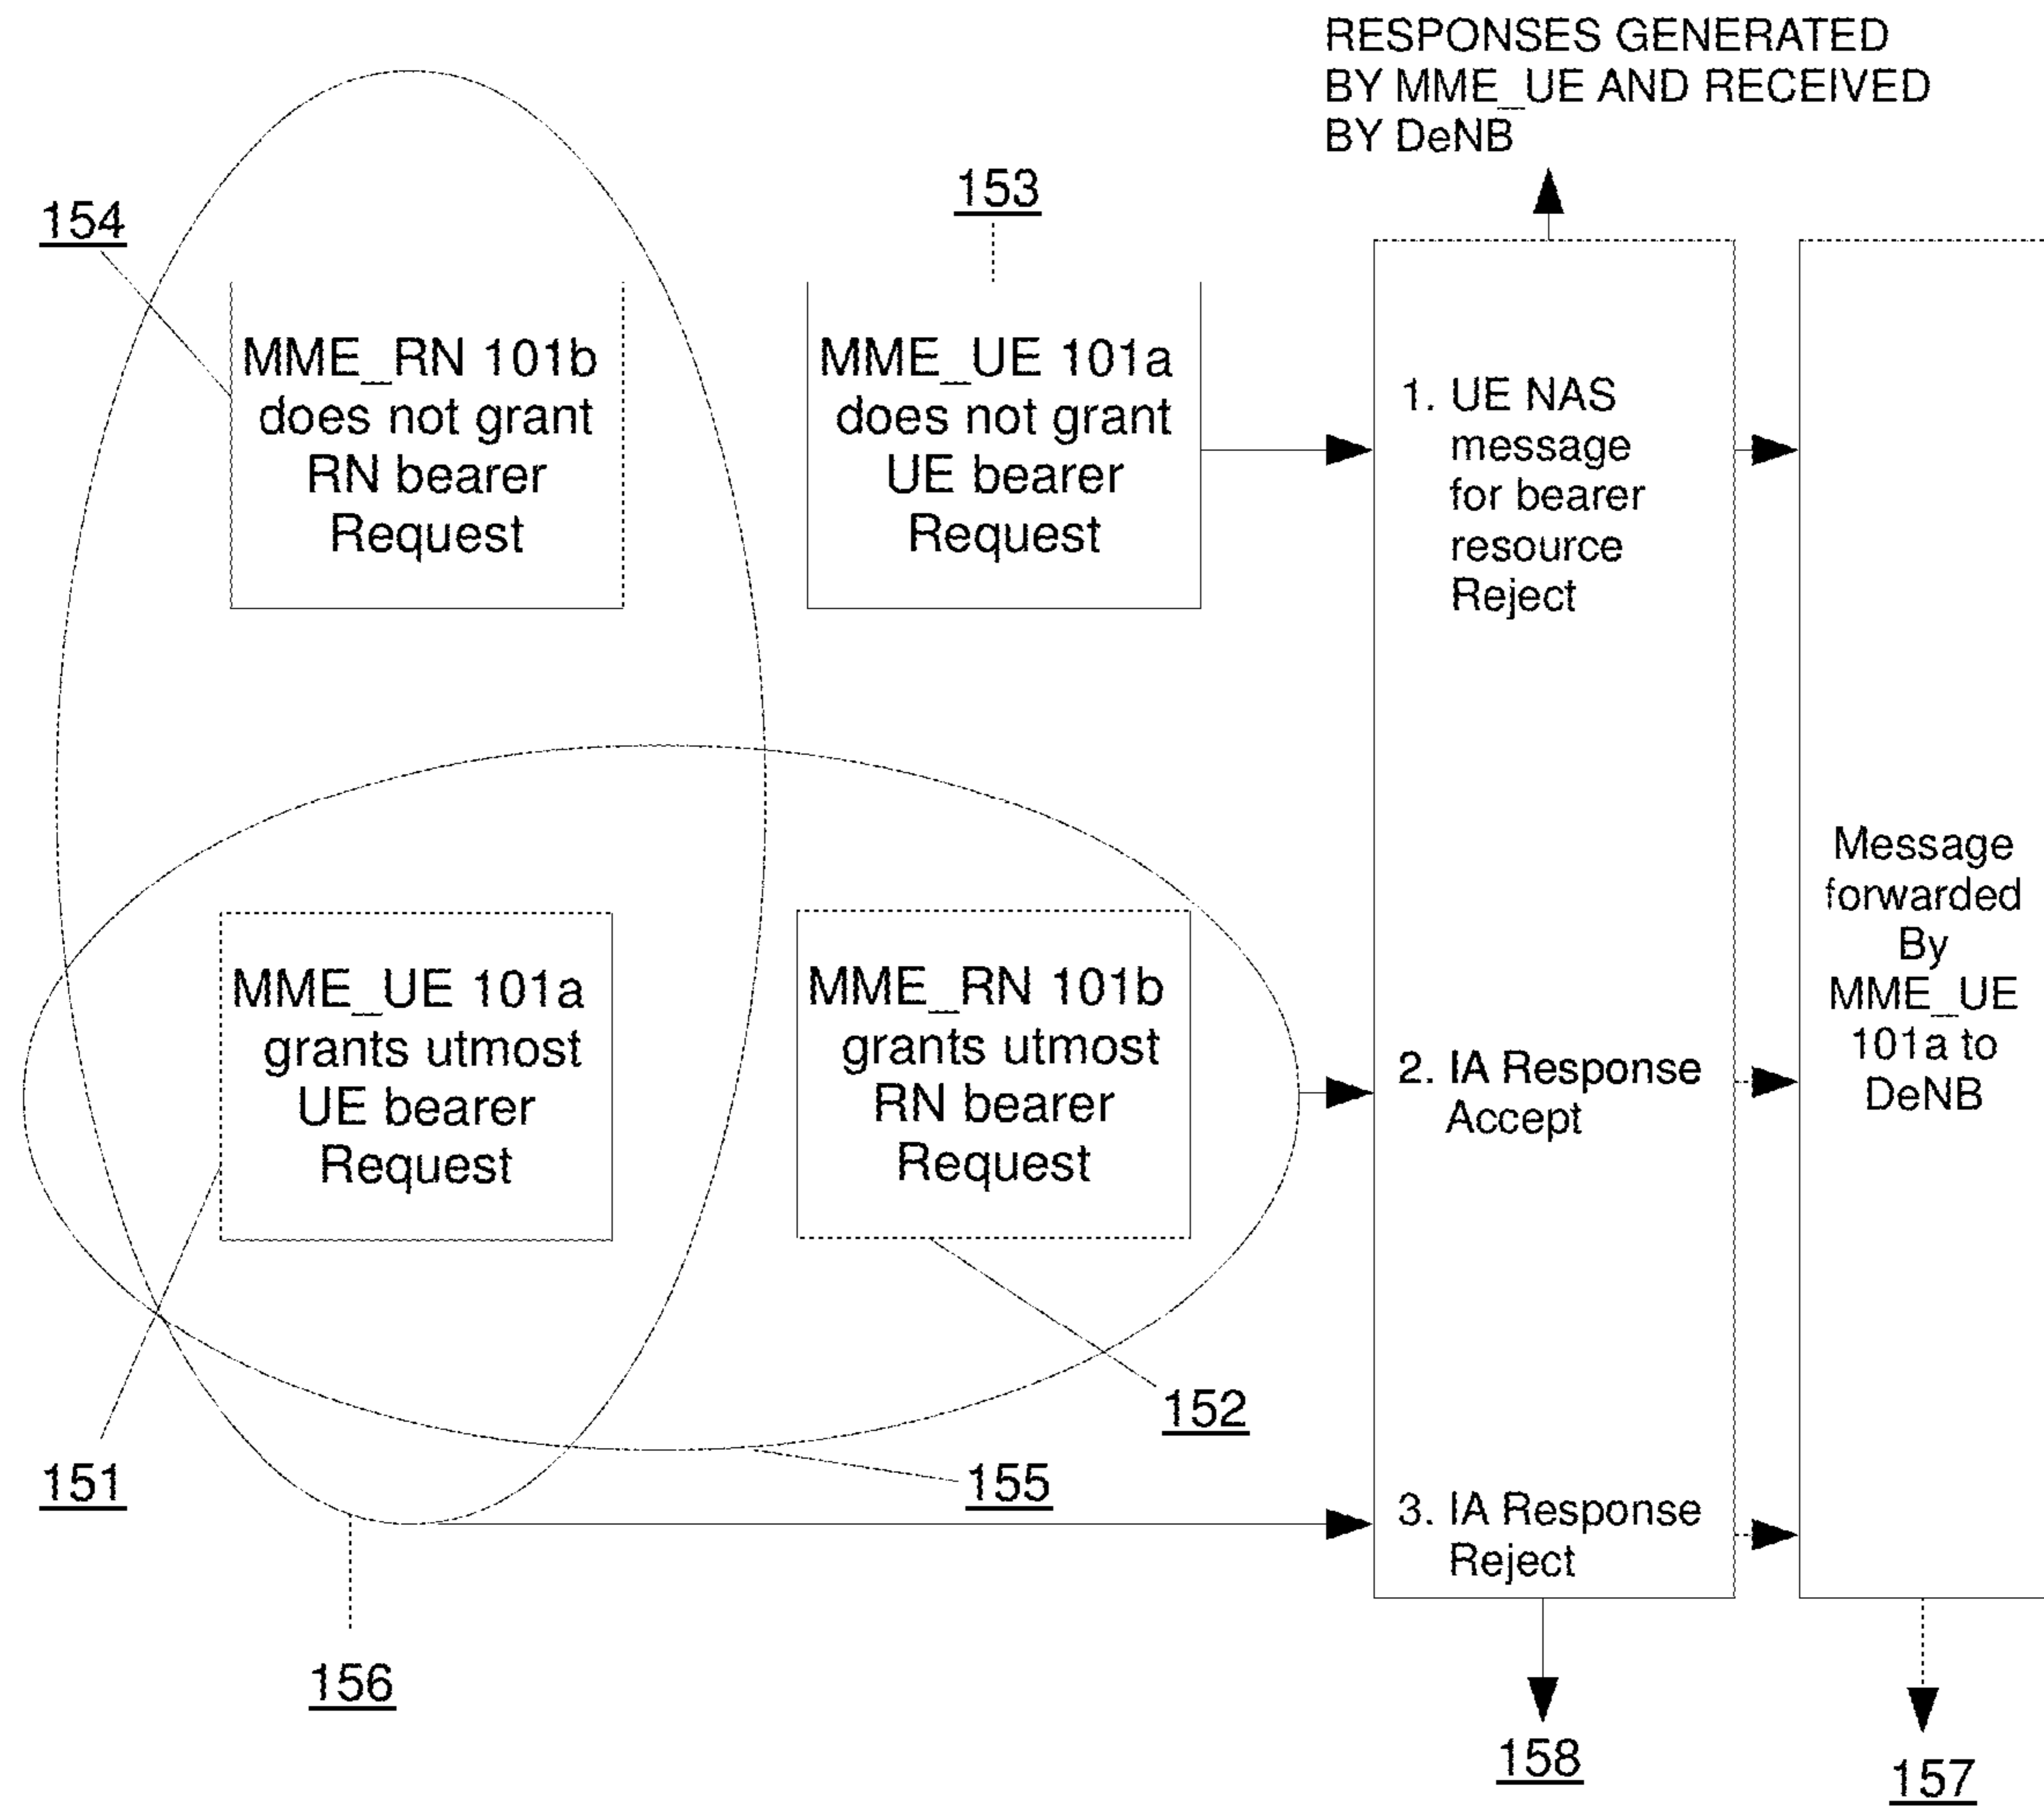 RESPONSES GENERATED
BY MME_UE AND RECEIVED
BY DeNB
154
153
MME_RN 101b
does not grant
RN bearer
Request
MME_UE 101a
does not grant
UE bearer
Request
1. UE NAS
message
for bearer
resource
Reject
MME_UE 101a
grants utmost
UE bearer
Request
MME_RN 101b
grants utmost
RN bearer
Request
2. IA Response
Accept
Message
forwarded
By
MME_UE
101a to
DeNB
152
151
155
3. IA Response
Reject
156
158
157